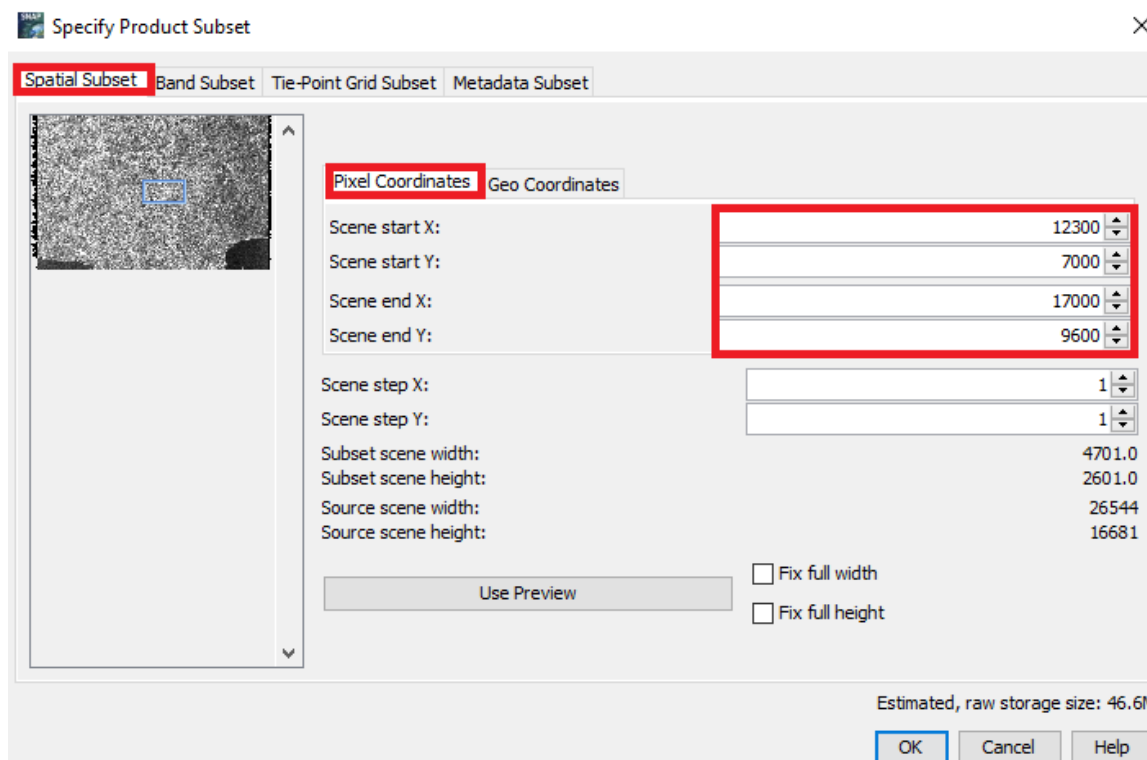 SNAP
Specify Product Subset
Spatial Subset Band Subset Tie-Point Grid Subset Metadata Subset
Pixel Coordinates Geo Coordinates
Scene start X: 12300
Scene start Y: 7000
Scene end X: 17000
Scene end Y: 9600
Scene step X: 1
Scene step Y: 1
Subset scene width: 4701.0
Subset scene height: 2601.0
Source scene width: 26544
Source scene height: 16681
Use Preview
Fix full width
Fix full height
Estimated, raw storage size: 46.6M
OK Cancel Help